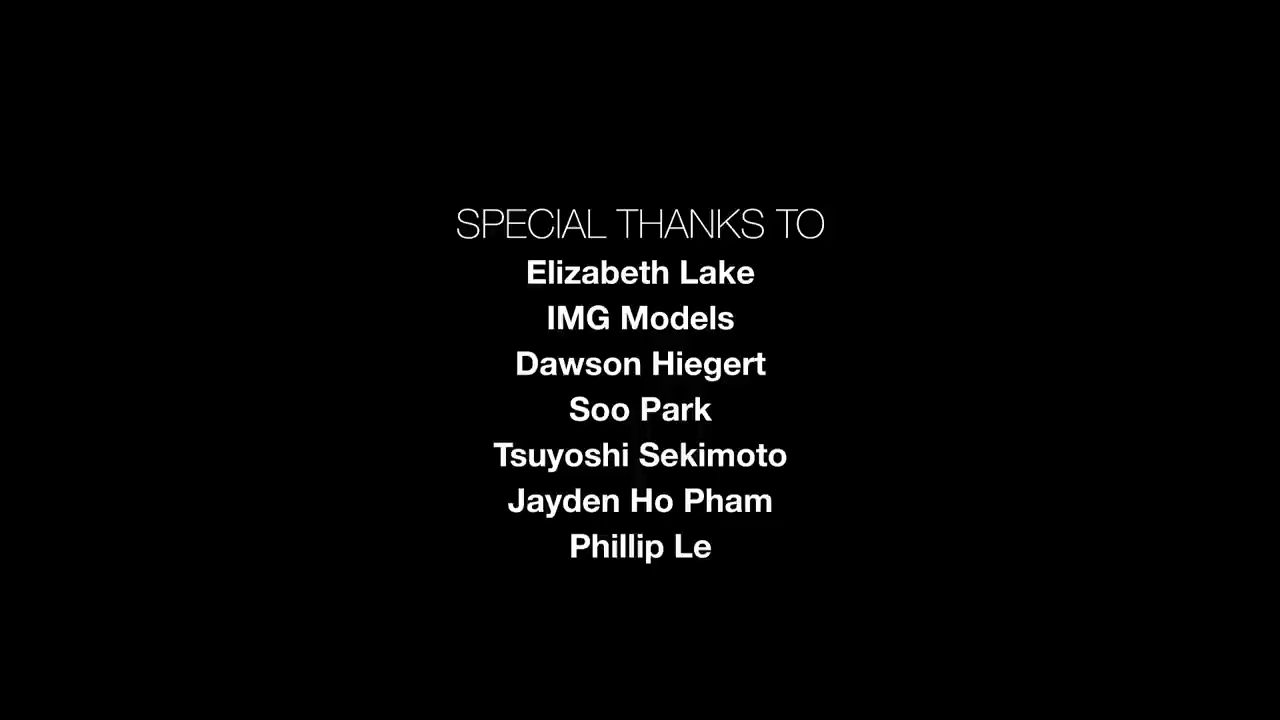 SPECIAL THANKS TO
Elizabeth Lake
IMG Models
Dawson Hiegert
Soo Park
Tsuyoshi Sekimoto
Jayden Ho Pham
Phillip Le